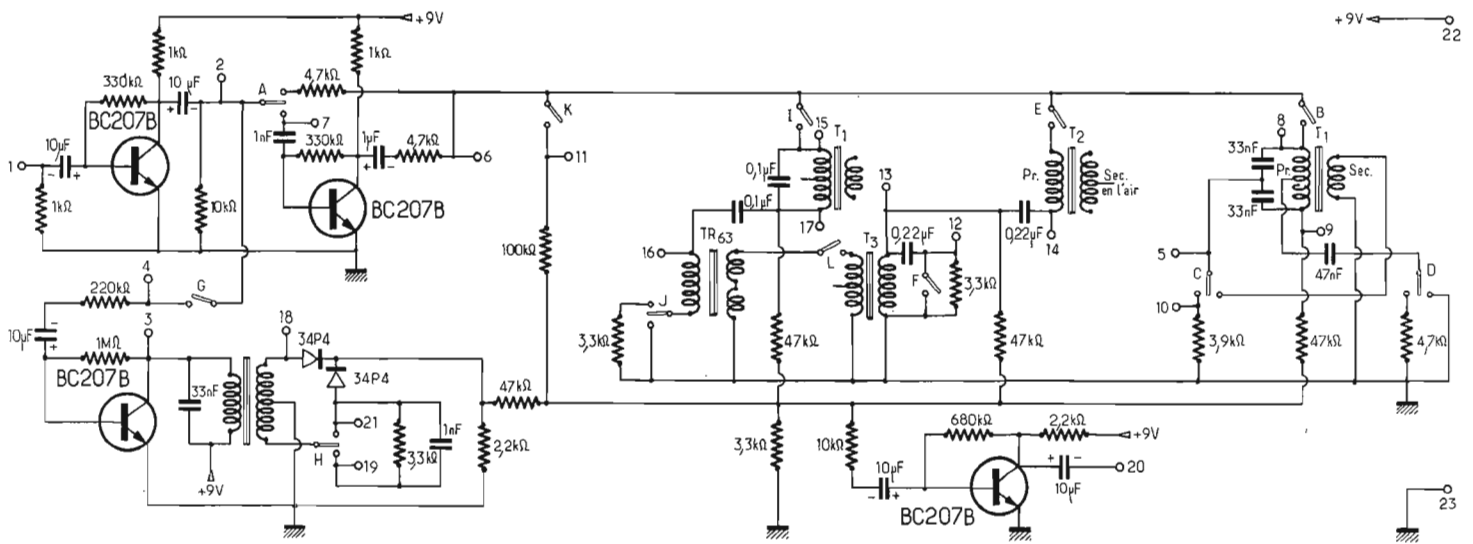 +9V
+9V
22
1kΩ
1kΩ
2
330kΩ
10 µF
A
4,7kΩ
BC207B
7
1nF
330kΩ
1µF
4,7kΩ
6
10µF
1
1kΩ
10kΩ
BC207B
K
11
100kΩ
I
15
T1
0,1µF
0,1µF
17
16
TR63
L
T3
13
0,22µF
12
F
3,3kΩ
J
3,3kΩ
47kΩ
47kΩ
E
T2
Pr.
Sec.
en l'air
0,22µF
14
B
8
T1
33nF
Pr.
Sec.
33nF
9
5
C
47nF
D
10
3,9kΩ
47kΩ
4,7kΩ
4
220kΩ
G
3
10µF
1MΩ
18
34P4
BC207B
34P4
33nF
47kΩ
21
1nF
H
19
3,3kΩ
2,2kΩ
+9V
3,3kΩ
10kΩ
680kΩ
2,2kΩ
+9V
10µF
20
10µF
BC207B
23